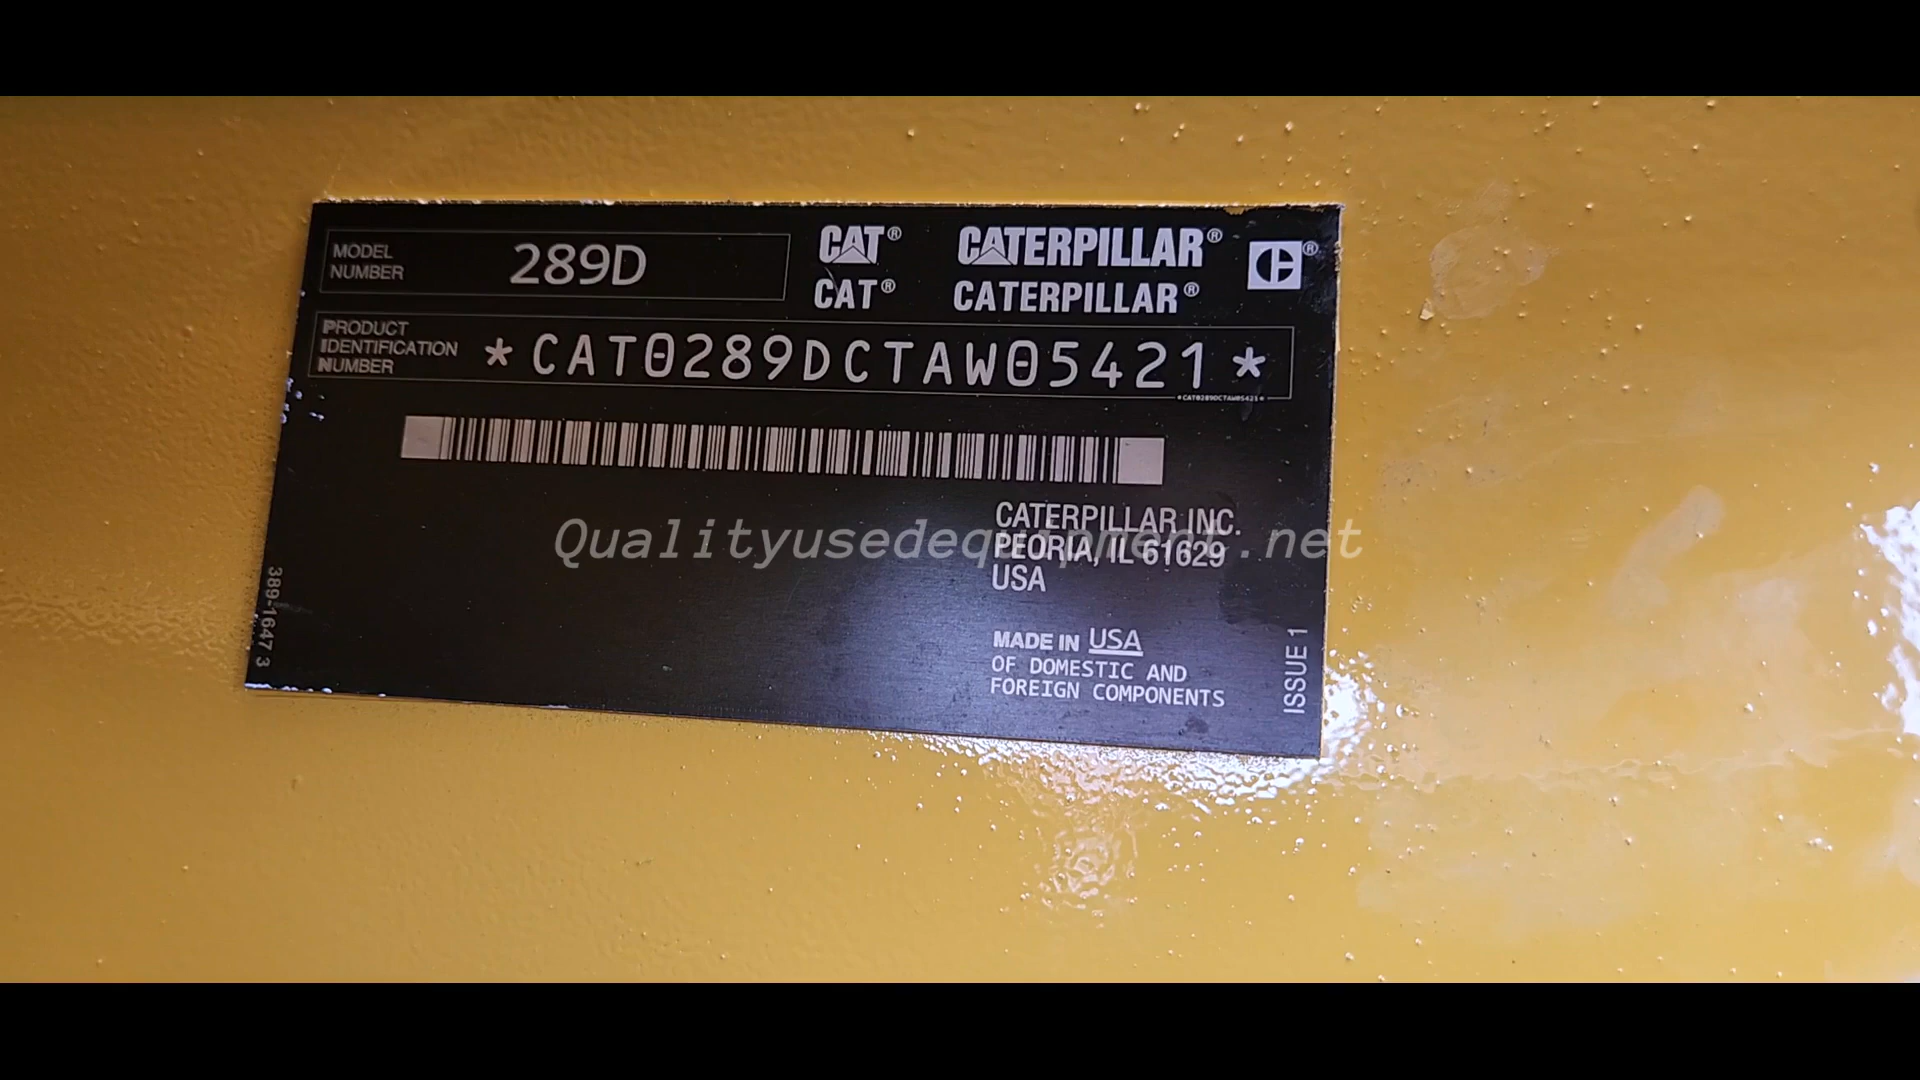 MODEL
NUMBER
289D
CAT® CATERPILLAR® ®
CAT® CATERPILLAR®
PRODUCT
IDENTIFICATION
NUMBER
*CAT0289DCTAW05421*
*CAT0289DCTAW05421*
CATERPILLAR INC.
PEORIA, IL 61629
USA
Qualityusedequipment.net
MADE IN USA
OF DOMESTIC AND
FOREIGN COMPONENTS
389-1647 3
ISSUE 1